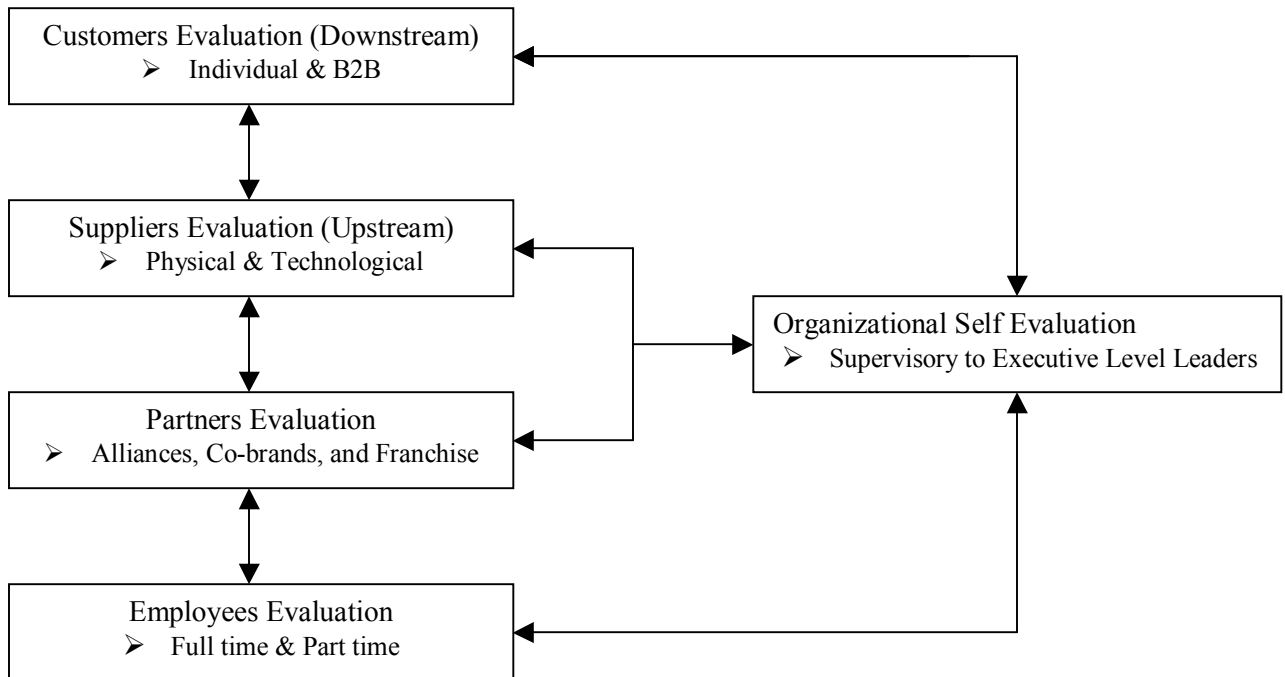 Customers Evaluation (Downstream)
➢ Individual & B2B
Suppliers Evaluation (Upstream)
➢ Physical & Technological
Organizational Self Evaluation
➢ Supervisory to Executive Level Leaders
Partners Evaluation
➢ Alliances, Co-brands, and Franchise
Employees Evaluation
➢ Full time & Part time